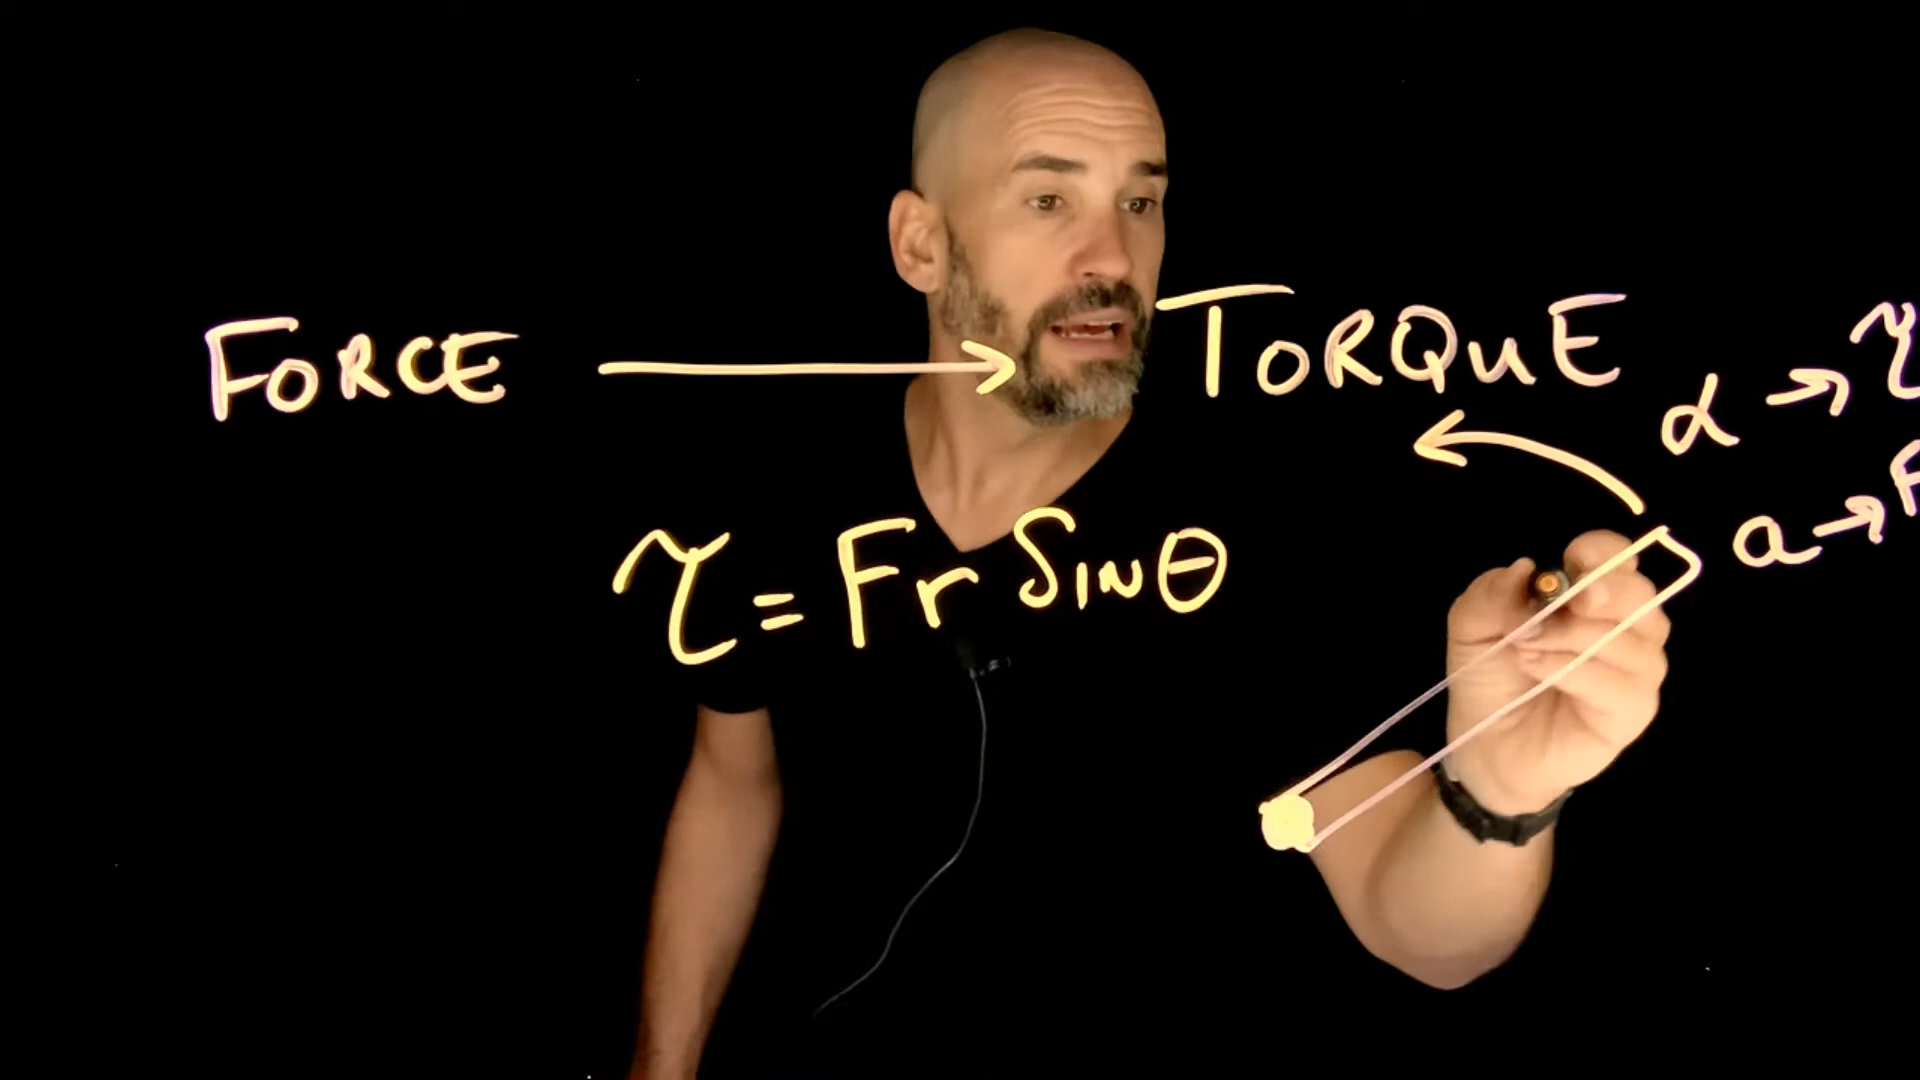 FORCE → TORQUE
α → τ
a → F
τ = Fr SINθ